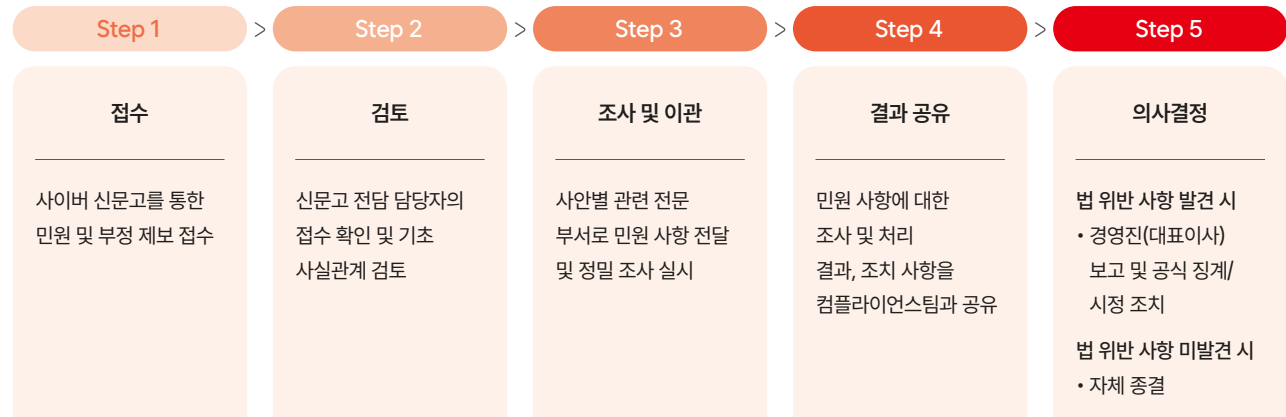 Step 1
>
Step 2
>
Step 3
>
Step 4
>
Step 5
접수
사이버 신문고를 통한
민원 및 부정 제보 접수
검토
신문고 전담 담당자의
접수 확인 및 기초
사실관계 검토
조사 및 이관
사안별 관련 전문
부서로 민원 사항 전달
및 정밀 조사 실시
결과 공유
민원 사항에 대한
조사 및 처리
결과, 조치 사항을
컴플라이언스팀과 공유
의사결정
법 위반 사항 발견 시
• 경영진(대표이사)
보고 및 공식 징계/
시정 조치
법 위반 사항 미발견 시
• 자체 종결